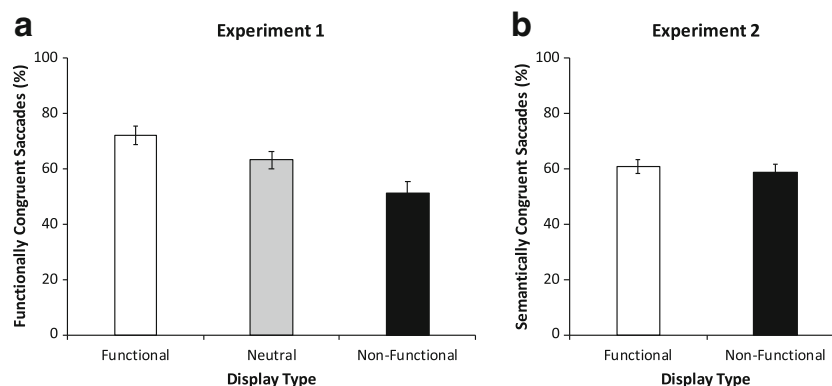 a
Experiment 1
Functionally Congruent Saccades (%)
100
80
60
40
20
0
Functional Neutral Non-Functional
Display Type
b
Experiment 2
Semantically Congruent Saccades (%)
100
80
60
40
20
0
Functional Non-Functional
Display Type